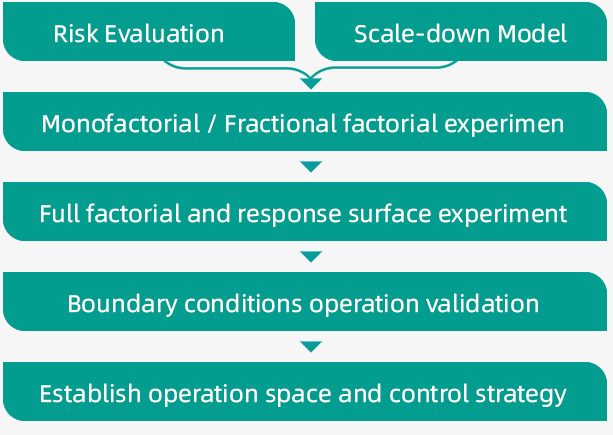 Risk Evaluation
Scale-down Model
Monofactorial / Fractional factorial experimen
Full factorial and response surface experiment
Boundary conditions operation validation
Establish operation space and control strategy